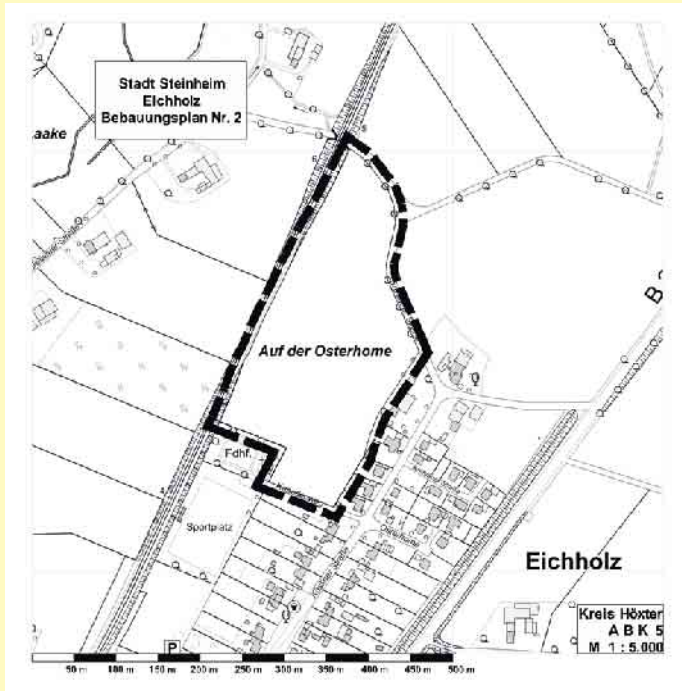 Stadt Steinheim
Eichholz
Bebauungsplan Nr. 2
aake
Auf der Osterhome
Fdhf.
Sportplatz
Eichholz
P
Kreis Höxter
A B K 5
M 1 : 5.000
50 m 100 m 150 m 200 m 250 m 300 m 350 m 400 m 450 m 500 m